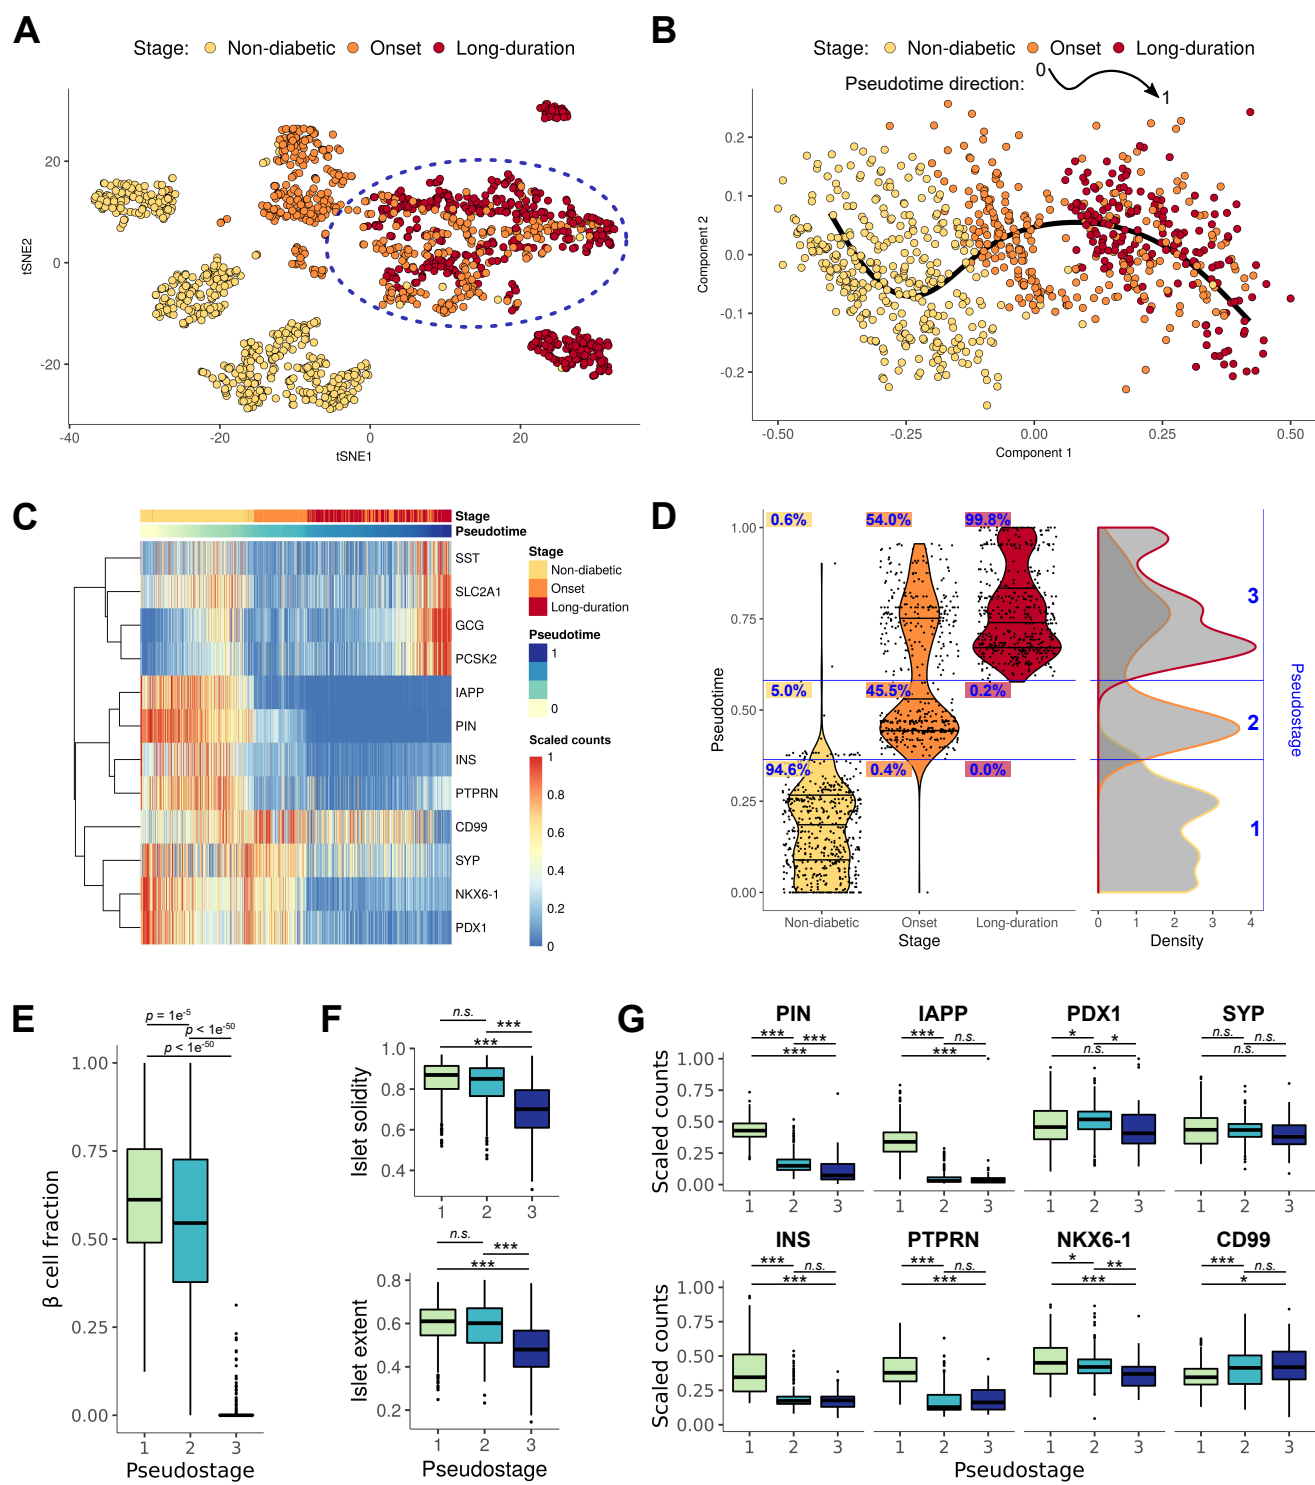 A
Stage: Non-diabetic Onset Long-duration
tSNE2
20
0
-20
-40 -20 0 20
tSNE1
B
Stage: Non-diabetic Onset Long-duration
Pseudotime direction: 0 1
Component 2
0.2
0.1
0.0
-0.1
-0.2
-0.50 -0.25 0.00 0.25 0.50
Component 1
C
Stage
Pseudotime
SST
SLC2A1
GCG
PCSK2
IAPP
PIN
INS
PTPRN
CD99
SYP
NKX6-1
PDX1
Stage
Non-diabetic
Onset
Long-duration
Pseudotime
1
0
Scaled counts
1
0.8
0.6
0.4
0.2
0
D
Pseudotime
1.00
0.75
0.50
0.25
0.00
0.6% 54.0% 99.8%
5.0% 45.5% 0.2%
94.6% 0.4% 0.0%
Non-diabetic Onset Long-duration
Stage
3
2
1
Pseudostage
0 1 2 3 4
Density
E
p = 1e-5
p < 1e-50
p < 1e-50
β cell fraction
1.00
0.75
0.50
0.25
0.00
1 2 3
Pseudostage
F
n.s.
***
***
Islet solidity
1.0
0.8
0.6
0.4
1 2 3
n.s.
***
***
Islet extent
0.8
0.6
0.4
0.2
1 2 3
Pseudostage
G
PIN IAPP PDX1 SYP
*** *** * n.s.
*** n.s. * n.s.
*** *** n.s. n.s.
Scaled counts
1.00
0.75
0.50
0.25
0.00
1 2 3 1 2 3 1 2 3 1 2 3
INS PTPRN NKX6-1 CD99
*** *** * ***
n.s. n.s. ** n.s.
*** *** *** *
Scaled counts
1.00
0.75
0.50
0.25
0.00
1 2 3 1 2 3 1 2 3 1 2 3
Pseudostage